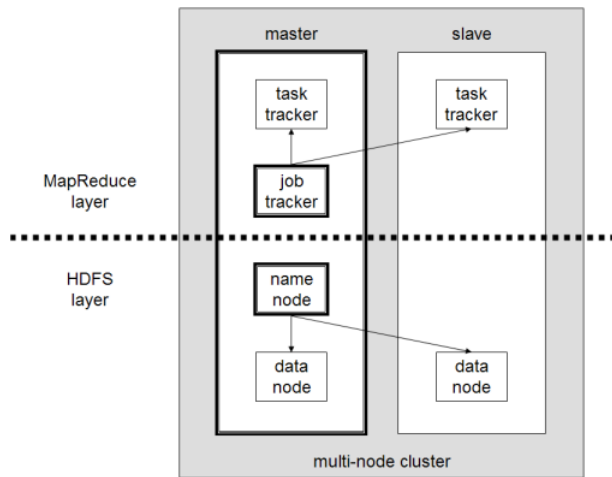 master
slave
task
tracker
task
tracker
MapReduce
layer
job
tracker
HDFS
layer
name
node
data
node
data
node
multi-node cluster